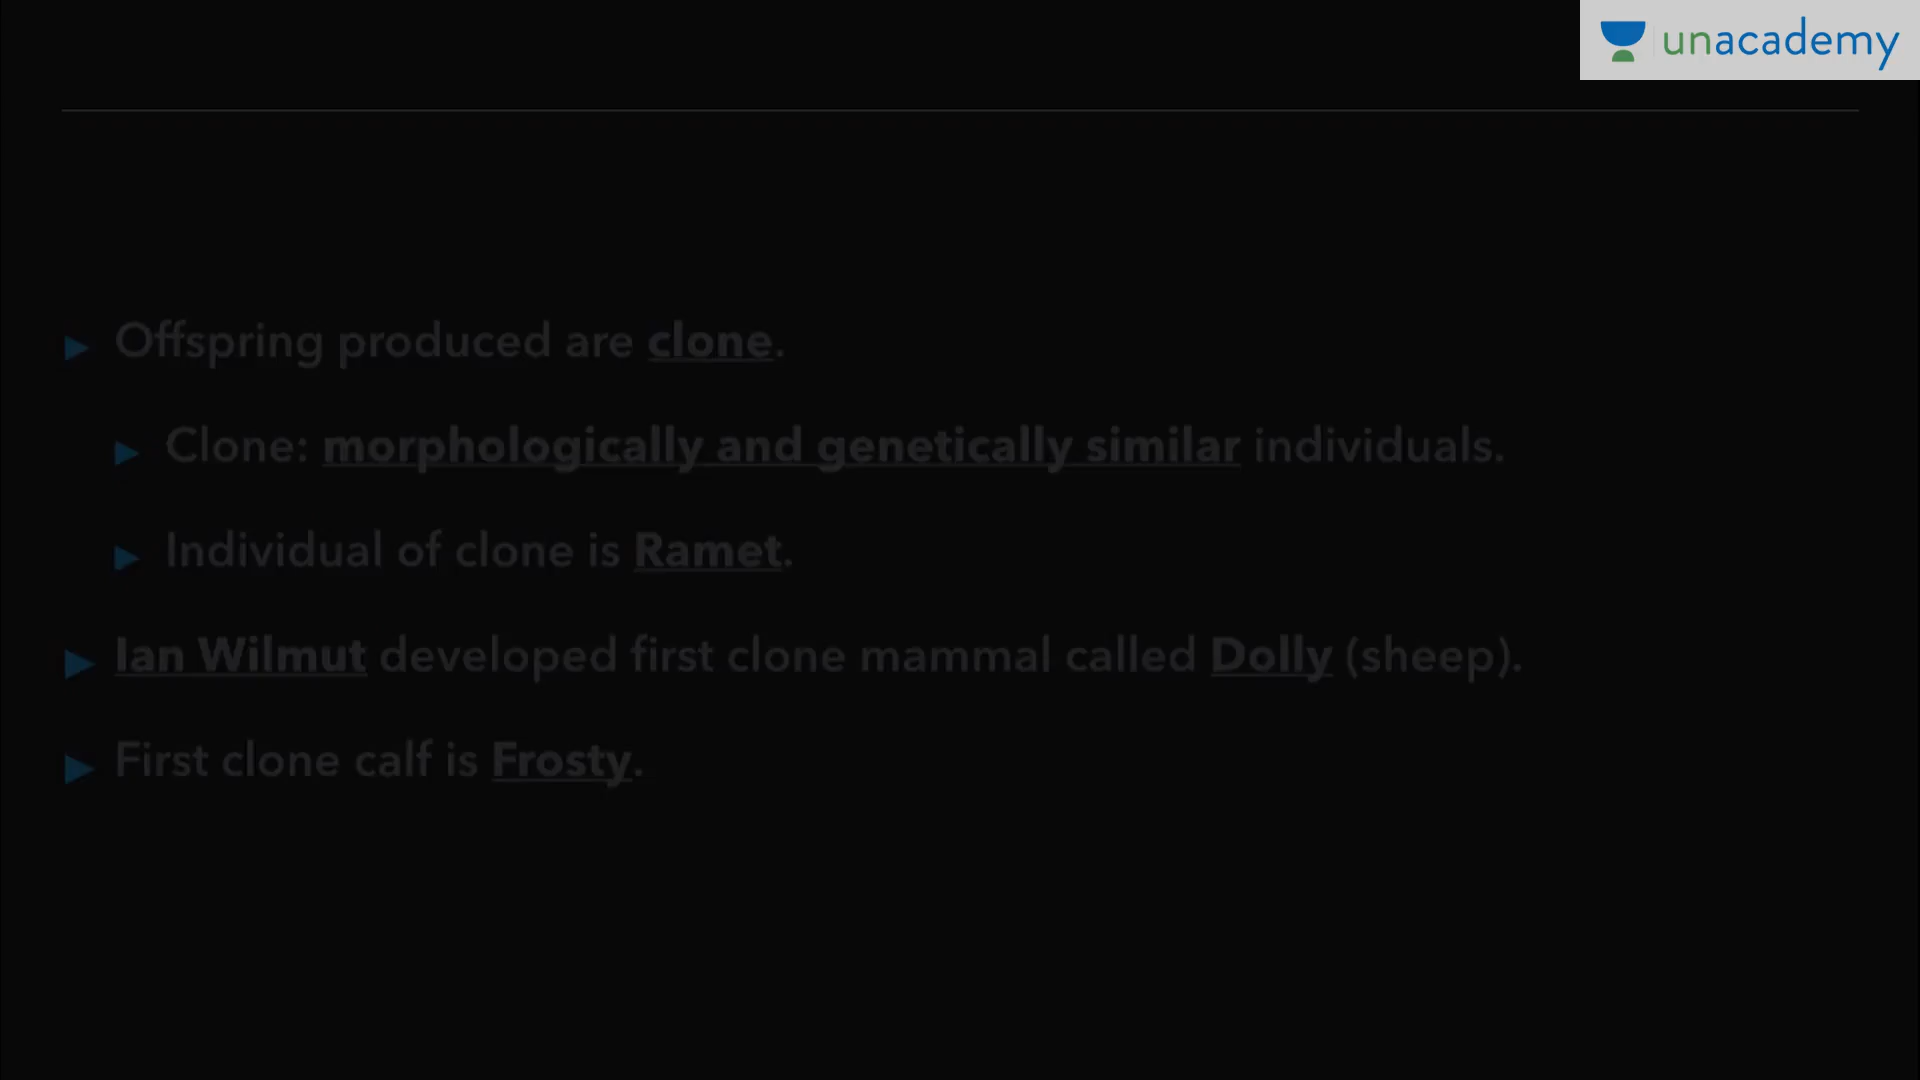 unacademy
Offspring produced are clone.
Clone: morphologically and genetically similar individuals.
Individual of clone is Ramet.
Ian Wilmut developed first clone mammal called Dolly (sheep).
First clone calf is Frosty.